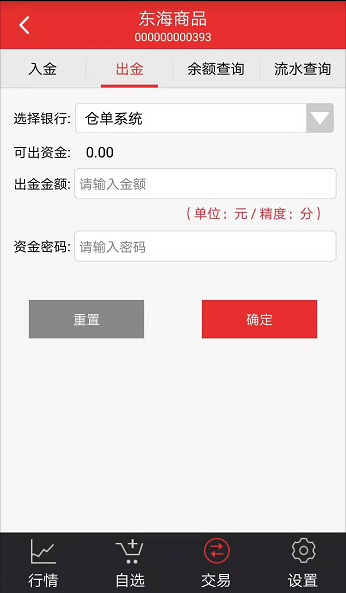 东海商品
000000000393
入金 出金 余额查询 流水查询
选择银行: 仓单系统
可出资金: 0.00
出金金额: 请输入金额
（单位：元 / 精度：分）
资金密码: 请输入密码
重置 确定
行情 自选 交易 设置